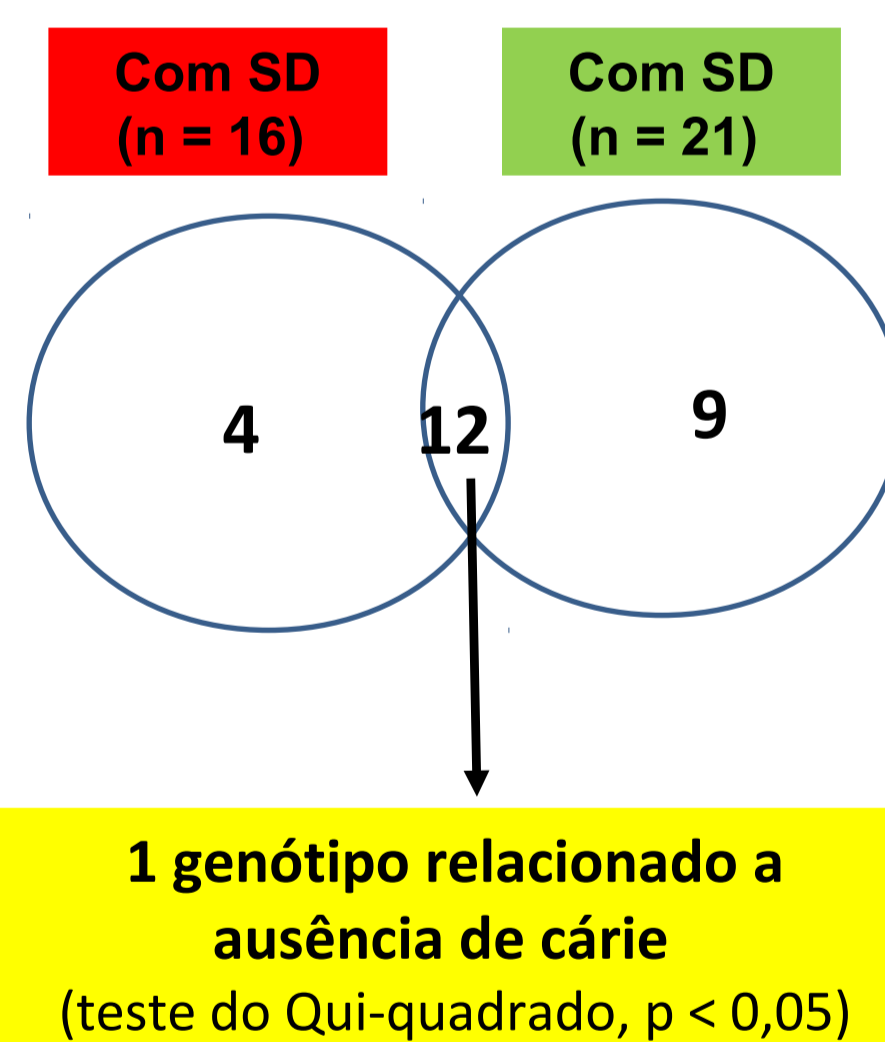 Com SD
(n = 16)
Com SD
(n = 21)
4
12
9
1 genótipo relacionado a
ausência de cárie
(teste do Qui-quadrado, p < 0,05)